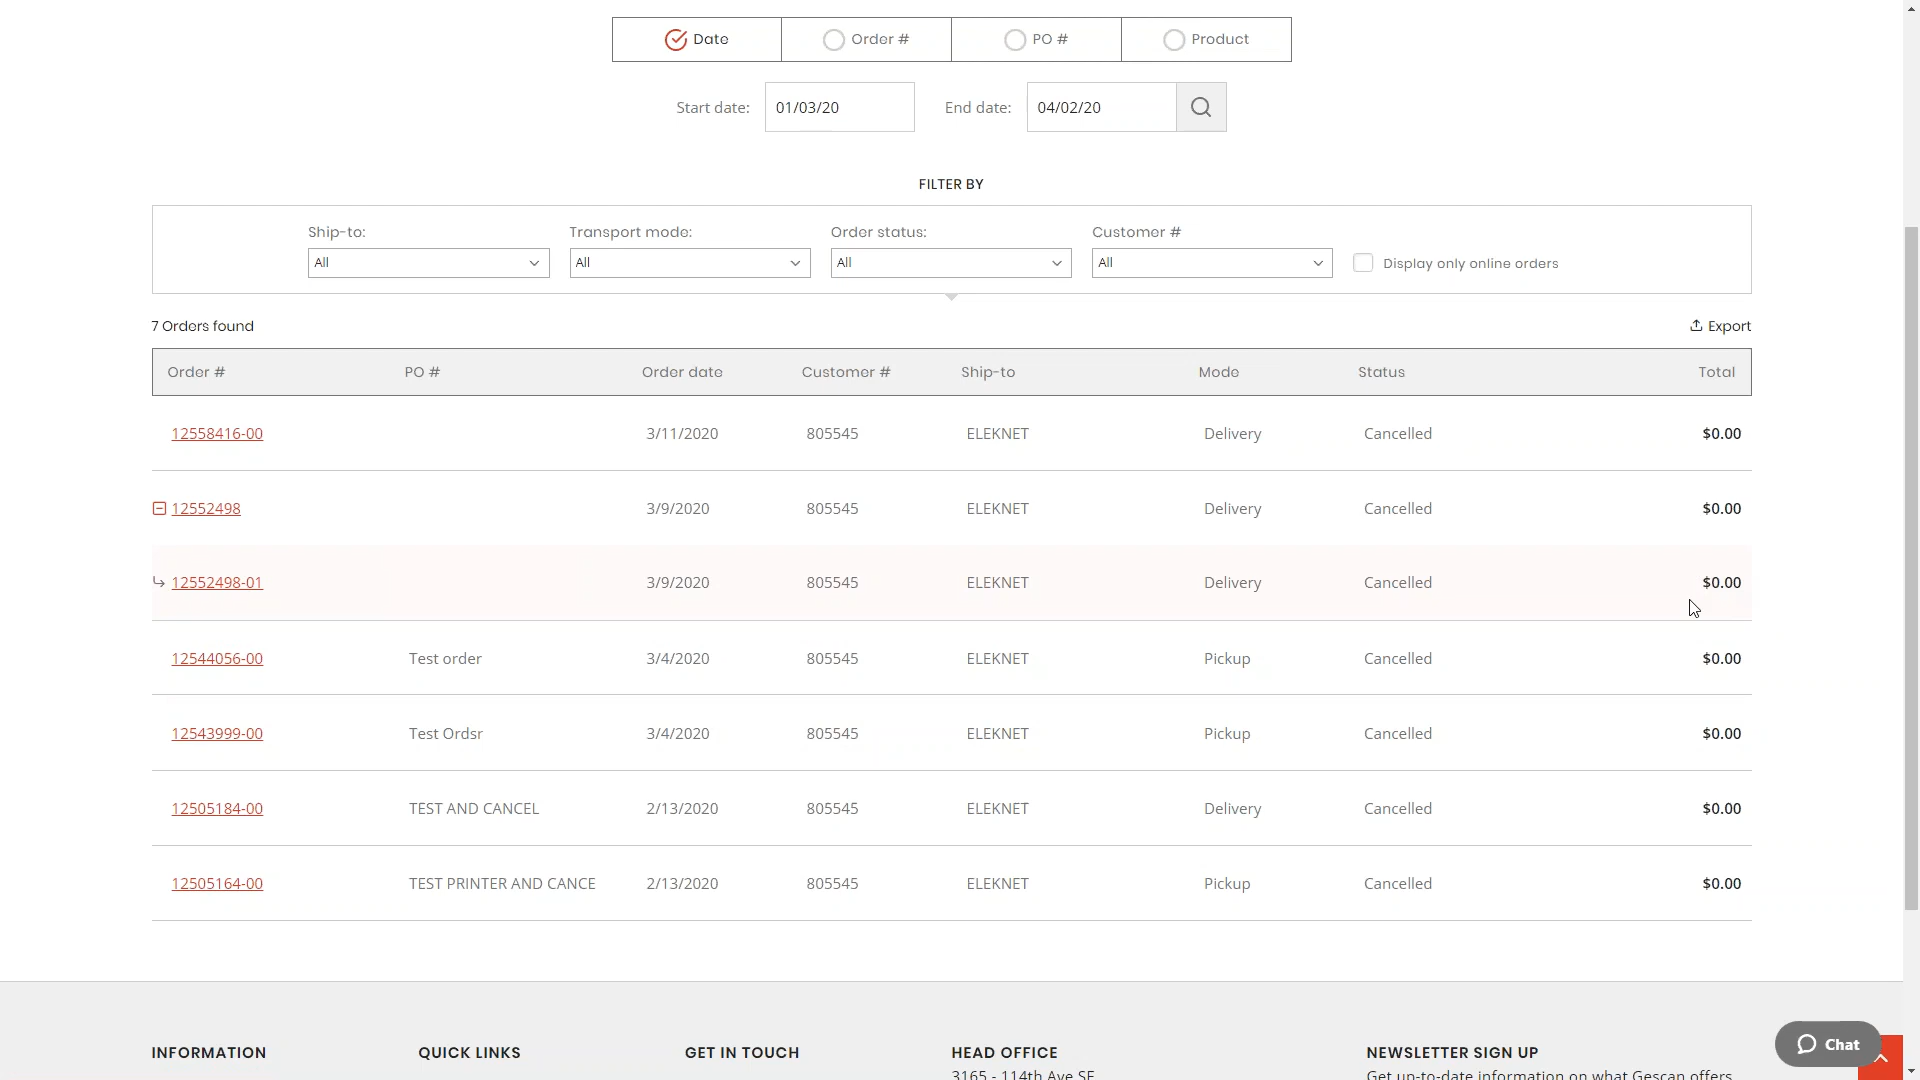 Date Order # PO # Product
Start date: 01/03/20 End date: 04/02/20
FILTER BY
Ship-to: Transport mode: Order status: Customer #
All All All All Display only online orders
7 Orders found Export
Order # PO # Order date Customer # Ship-to Mode Status Total
12558416-00 3/11/2020 805545 ELEKNET Delivery Cancelled $0.00
12552498 3/9/2020 805545 ELEKNET Delivery Cancelled $0.00
12552498-01 3/9/2020 805545 ELEKNET Delivery Cancelled $0.00
12544056-00 Test order 3/4/2020 805545 ELEKNET Pickup Cancelled $0.00
12543999-00 Test Ordsr 3/4/2020 805545 ELEKNET Pickup Cancelled $0.00
12505184-00 TEST AND CANCEL 2/13/2020 805545 ELEKNET Delivery Cancelled $0.00
12505164-00 TEST PRINTER AND CANCE 2/13/2020 805545 ELEKNET Pickup Cancelled $0.00
INFORMATION QUICK LINKS GET IN TOUCH HEAD OFFICE NEWSLETTER SIGN UP
Chat
3165 - 114th Ave SE Get up-to-date information on what Gescan offers